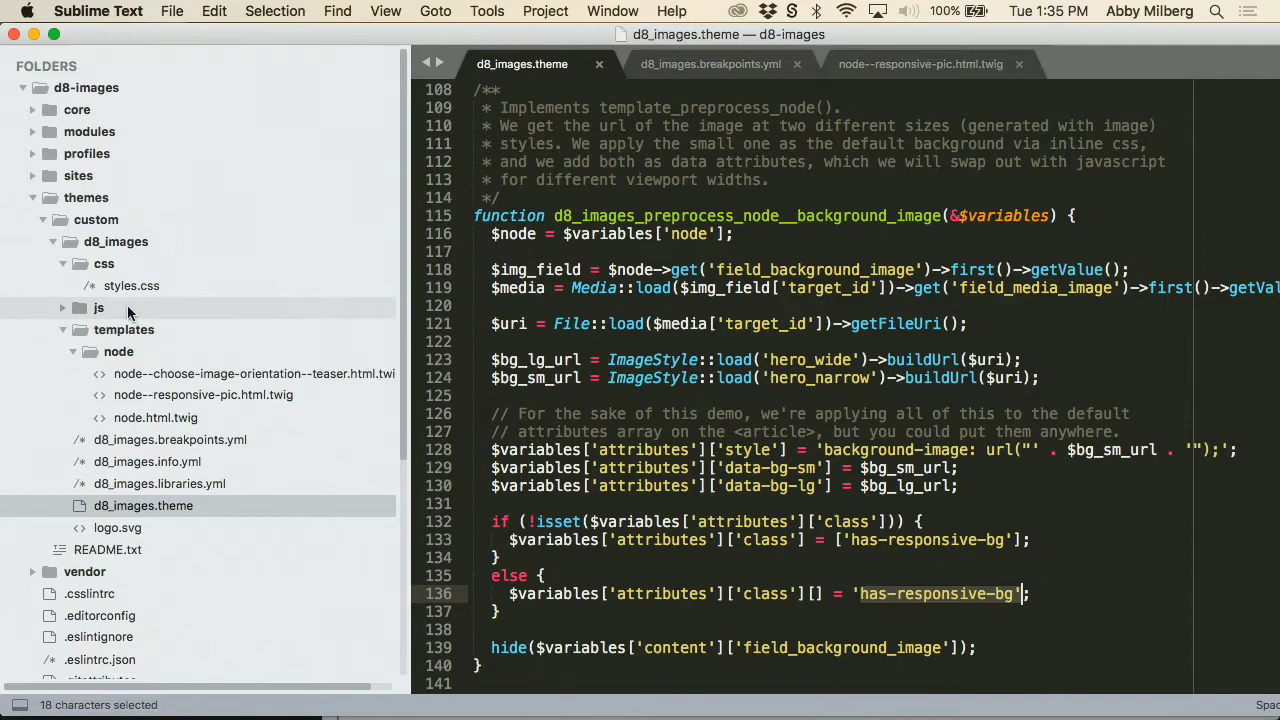 Sublime Text File Edit Selection Find View Goto Tools Project Window Help 100% Tue 1:35 PM Abby Milberg
d8_images.theme — d8-images
FOLDERS
d8-images
core
modules
profiles
sites
themes
custom
d8_images
css
styles.css
js
templates
node
node--choose-image-orientation--teaser.html.twi
node--responsive-pic.html.twig
node.html.twig
d8_images.breakpoints.yml
d8_images.info.yml
d8_images.libraries.yml
d8_images.theme
logo.svg
README.txt
vendor
.csslintrc
.editorconfig
.eslintignore
.eslintrc.json
.gitattributes
d8_images.theme × d8_images.breakpoints.yml × node--responsive-pic.html.twig ×
108 /**
109 * Implements template_preprocess_node().
110 * We get the url of the image at two different sizes (generated with image)
111 * styles. We apply the small one as the default background via inline css,
112 * and we add both as data attributes, which we will swap out with javascript
113 * for different viewport widths.
114 */
115 function d8_images_preprocess_node__background_image(&$variables) {
116 $node = $variables['node'];
117
118 $img_field = $node->get('field_background_image')->first()->getValue();
119 $media = Media::load($img_field['target_id'])->get('field_media_image')->first()->getVal
120
121 $uri = File::load($media['target_id'])->getFileUri();
122
123 $bg_lg_url = ImageStyle::load('hero_wide')->buildUrl($uri);
124 $bg_sm_url = ImageStyle::load('hero_narrow')->buildUrl($uri);
125
126 // For the sake of this demo, we're applying all of this to the default
127 // attributes array on the <article>, but you could put them anywhere.
128 $variables['attributes']['style'] = 'background-image: url("' . $bg_sm_url . '");';
129 $variables['attributes']['data-bg-sm'] = $bg_sm_url;
130 $variables['attributes']['data-bg-lg'] = $bg_lg_url;
131
132 if (!isset($variables['attributes']['class'])) {
133 $variables['attributes']['class'] = ['has-responsive-bg'];
134 }
135 else {
136 $variables['attributes']['class'][] = 'has-responsive-bg';
137 }
138
139 hide($variables['content']['field_background_image']);
140 }
141
18 characters selected
Spac